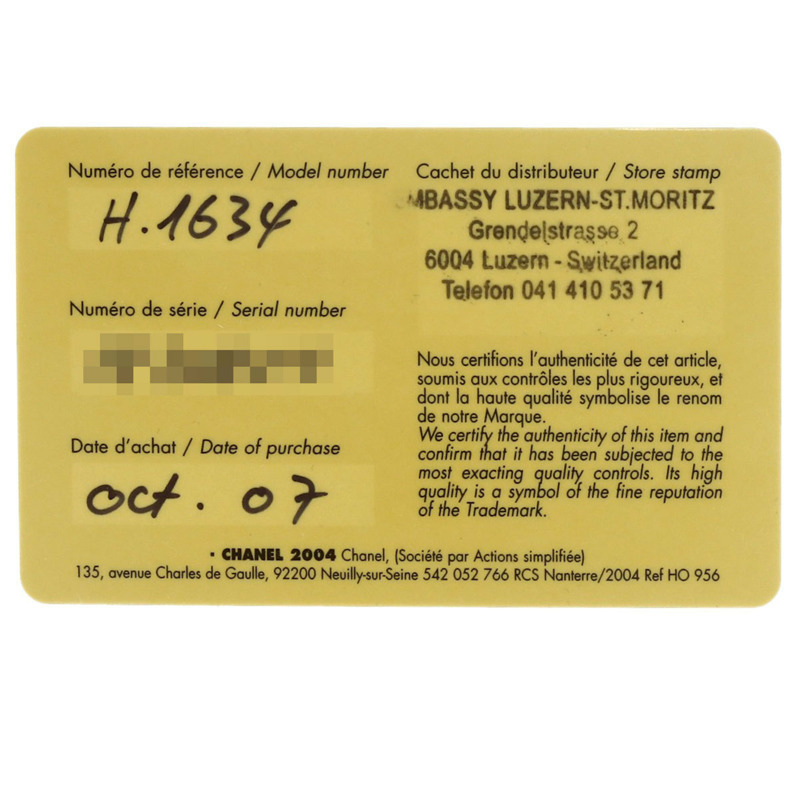 Numéro de référence / Model number
H.1634
Numéro de série / Serial number
Date d'achat / Date of purchase
oct. 07
Cachet du distributeur / Store stamp
MBASSY LUZERN-ST.MORITZ
Grendelstrasse 2
6004 Luzern - Switzerland
Telefon 041 410 53 71
Nous certifions l'authenticité de cet article,
soumis aux contrôles les plus rigoureux, et
dont la haute qualité symbolise le renom
de notre Marque.
We certify the authenticity of this item and
confirm that it has been subjected to the
most exacting quality controls. Its high
quality is a symbol of the fine reputation
of the Trademark.
• CHANEL 2004 Chanel, (Société par Actions simplifiée)
135, avenue Charles de Gaulle, 92200 Neuilly-sur-Seine 542 052 766 RCS Nanterre/2004 Ref HO 956